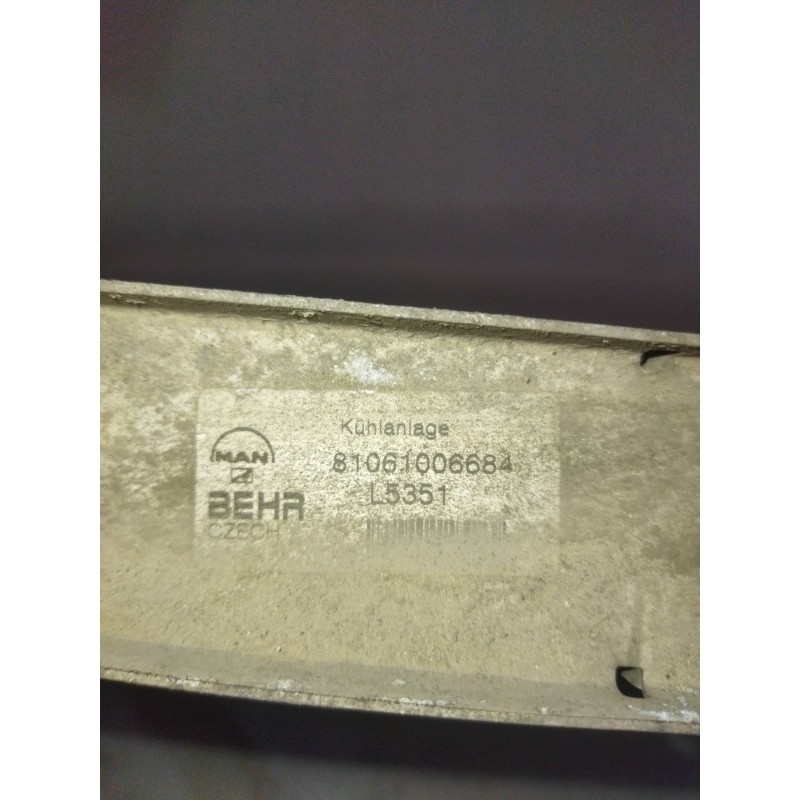 Kühlanlage
MAN
81061006684
BEHR
L5351
CZECH